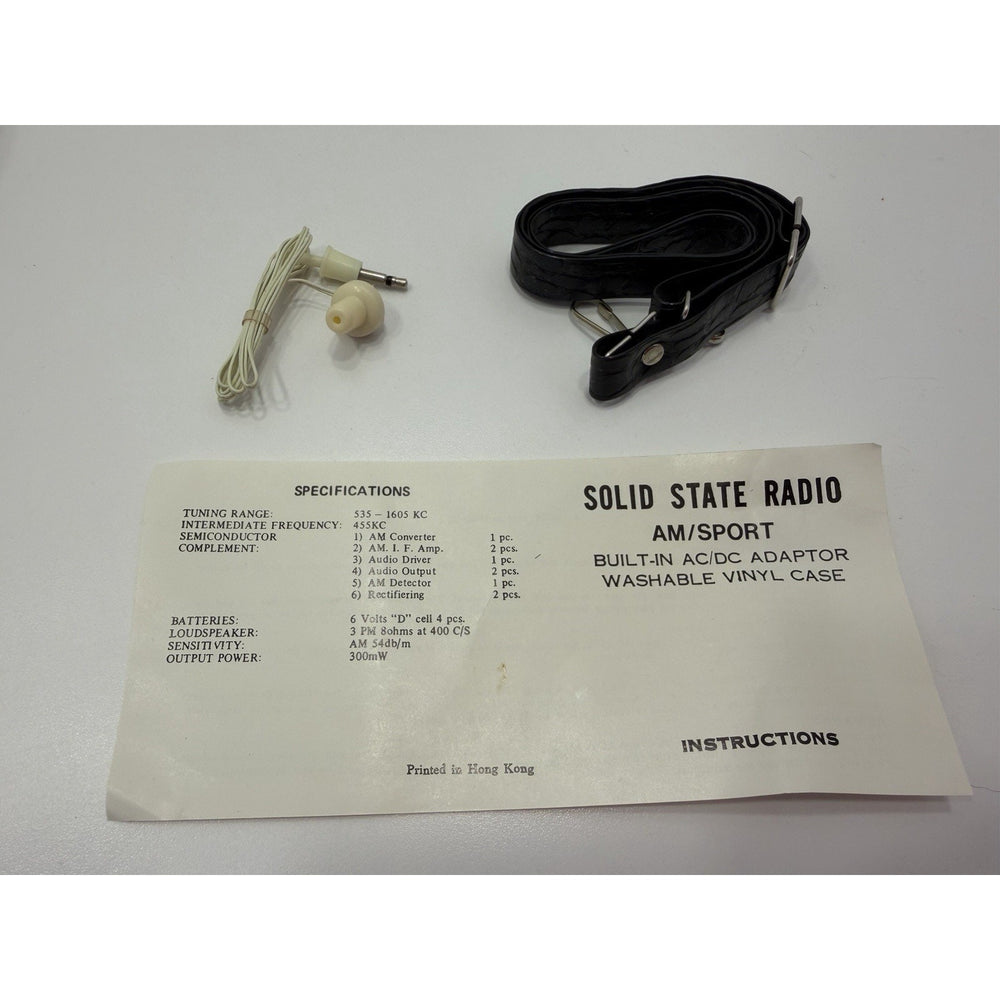 SPECIFICATIONS
TUNING RANGE: 535 – 1605 KC
INTERMEDIATE FREQUENCY: 455KC
SEMICONDUCTOR 1) AM Converter 1 pc.
COMPLEMENT: 2) AM. I. F. Amp. 2 pcs.
3) Audio Driver 1 pc.
4) Audio Output 2 pcs.
5) AM Detector 1 pc.
6) Rectifiering 2 pcs.
BATTERIES: 6 Volts "D" cell 4 pcs.
LOUDSPEAKER: 3 PM 8ohms at 400 C/S
SENSITIVITY: AM 54db/m
OUTPUT POWER: 300mW
Printed in Hong Kong
SOLID STATE RADIO
AM/SPORT
BUILT-IN AC/DC ADAPTOR
WASHABLE VINYL CASE
INSTRUCTIONS